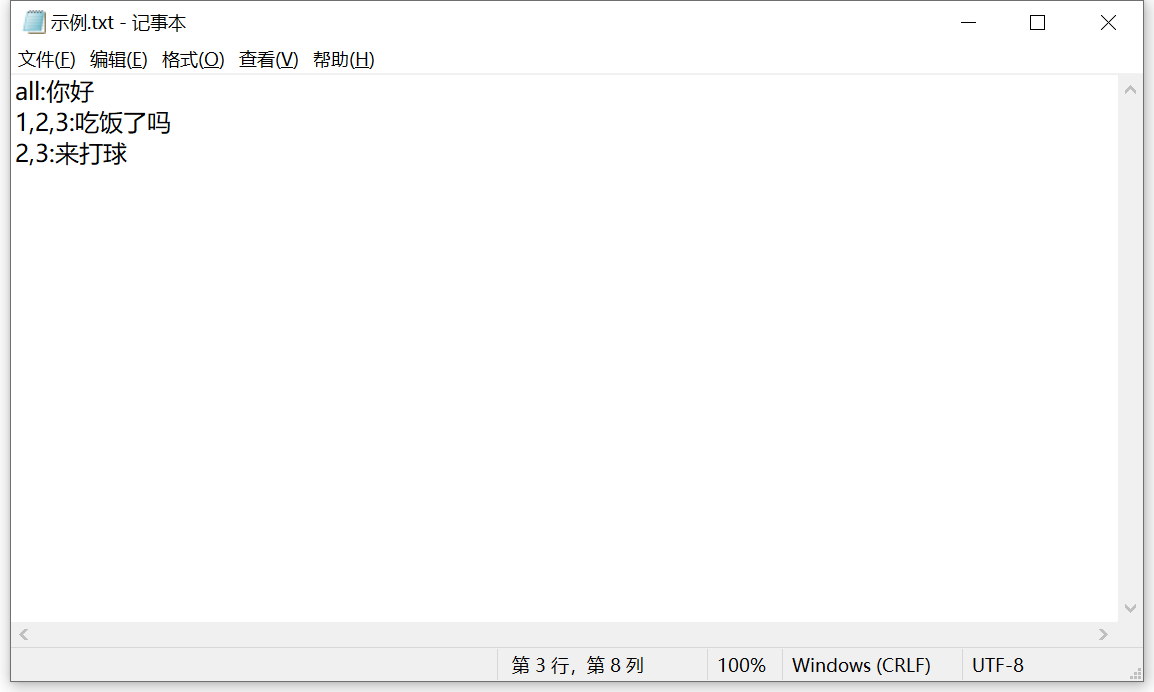 示例.txt - 记事本
文件(F) 编辑(E) 格式(O) 查看(V) 帮助(H)
all:你好
1,2,3:吃饭了吗
2,3:来打球
第 3 行，第 8 列 100% Windows (CRLF) UTF-8